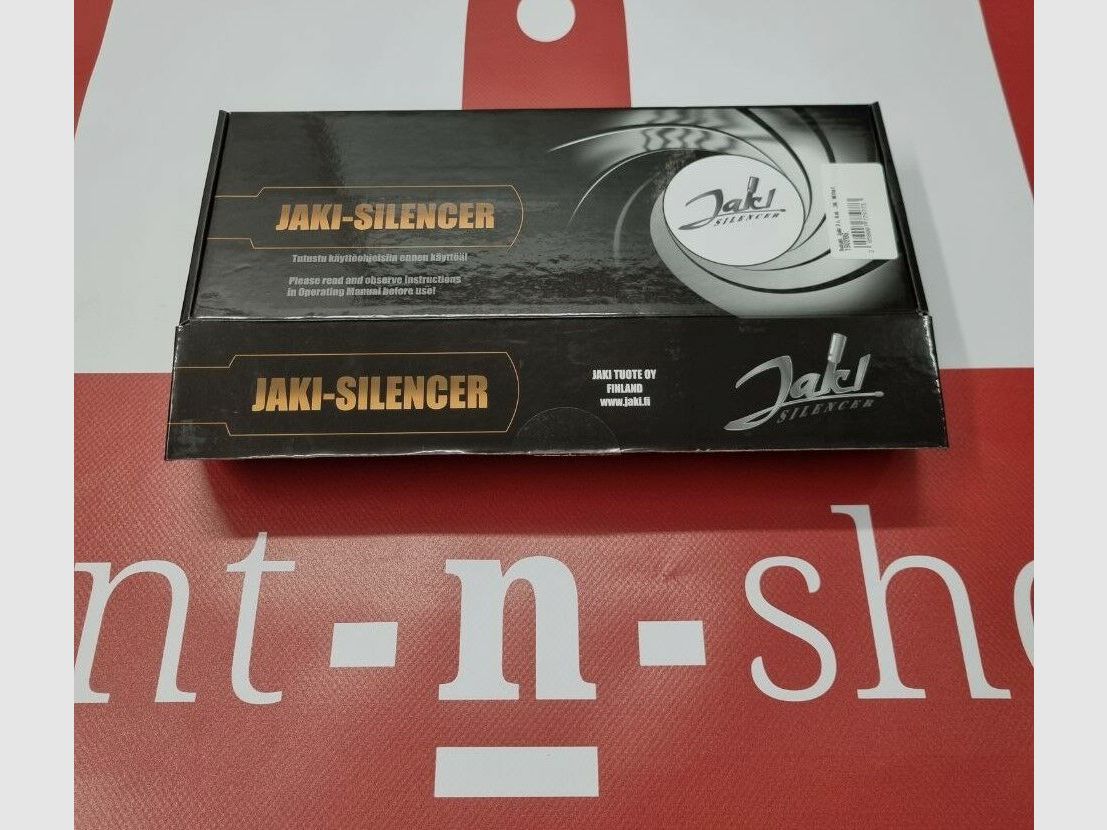 JAKI-SILENCER
Tutustu käyttöohjeisiin ennen käyttöä!
Please read and observe instructions
in Operating Manual before use!
Jaki
SILENCER
JAKI-SILENCER
JAKI TUOTE OY
FINLAND
www.jaki.fi
Jaki
SILENCER
nt-n-sho